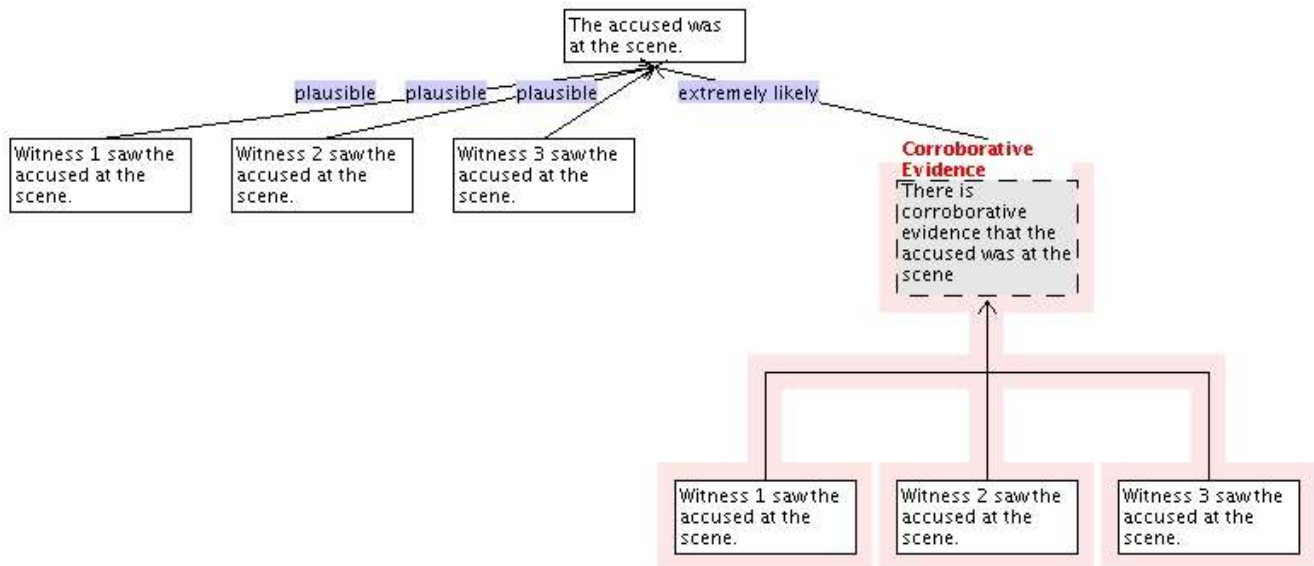 The accused was
at the scene.
plausible
plausible
plausible
extremely likely
Witness 1 saw the
accused at the
scene.
Witness 2 saw the
accused at the
scene.
Witness 3 saw the
accused at the
scene.
Corroborative
Evidence
There is
corroborative
evidence that the
accused was at the
scene
Witness 1 saw the
accused at the
scene.
Witness 2 saw the
accused at the
scene.
Witness 3 saw the
accused at the
scene.